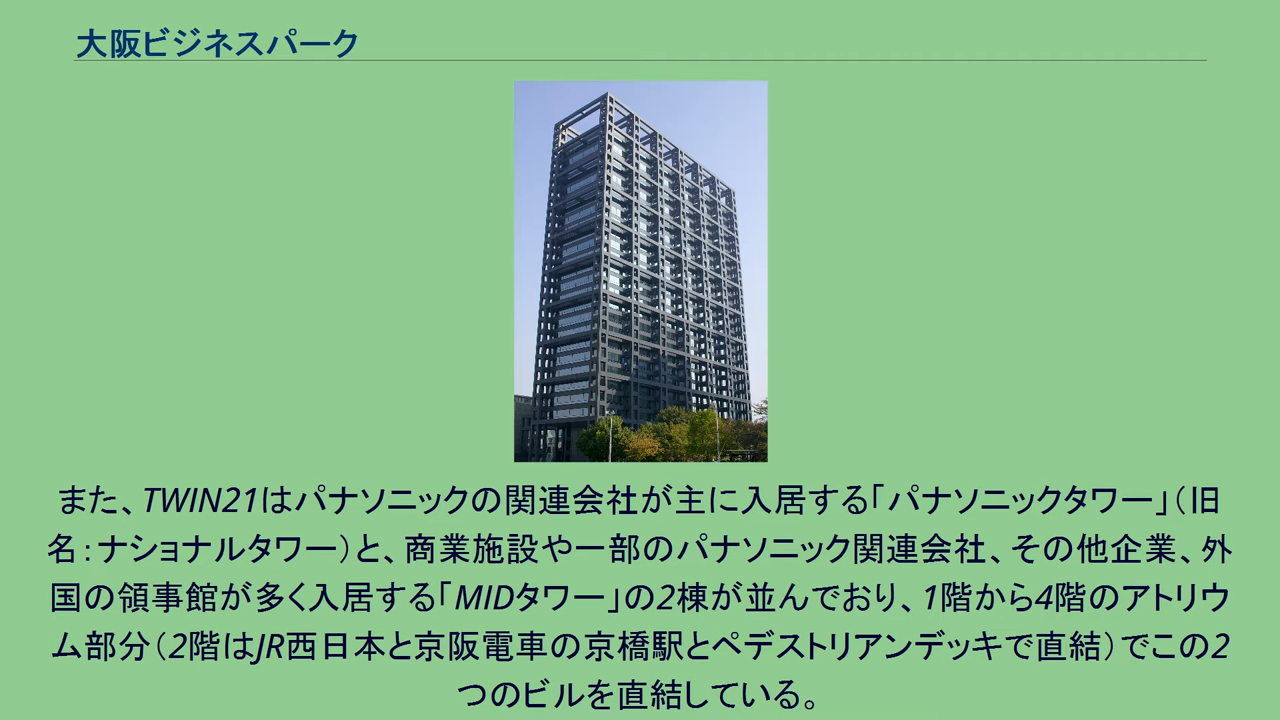 大阪ビジネスパーク
また、TWIN21はパナソニックの関連会社が主に入居する｢パナソニックタワー｣（旧
名：ナショナルタワー）と、商業施設や一部のパナソニック関連会社、その他企業、外
国の領事館が多く入居する｢MIDタワー｣の2棟が並んでおり、1階から4階のアトリウ
ム部分（2階はJR西日本と京阪電車の京橋駅とペデストリアンデッキで直結）でこの2
つのビルを直結している。